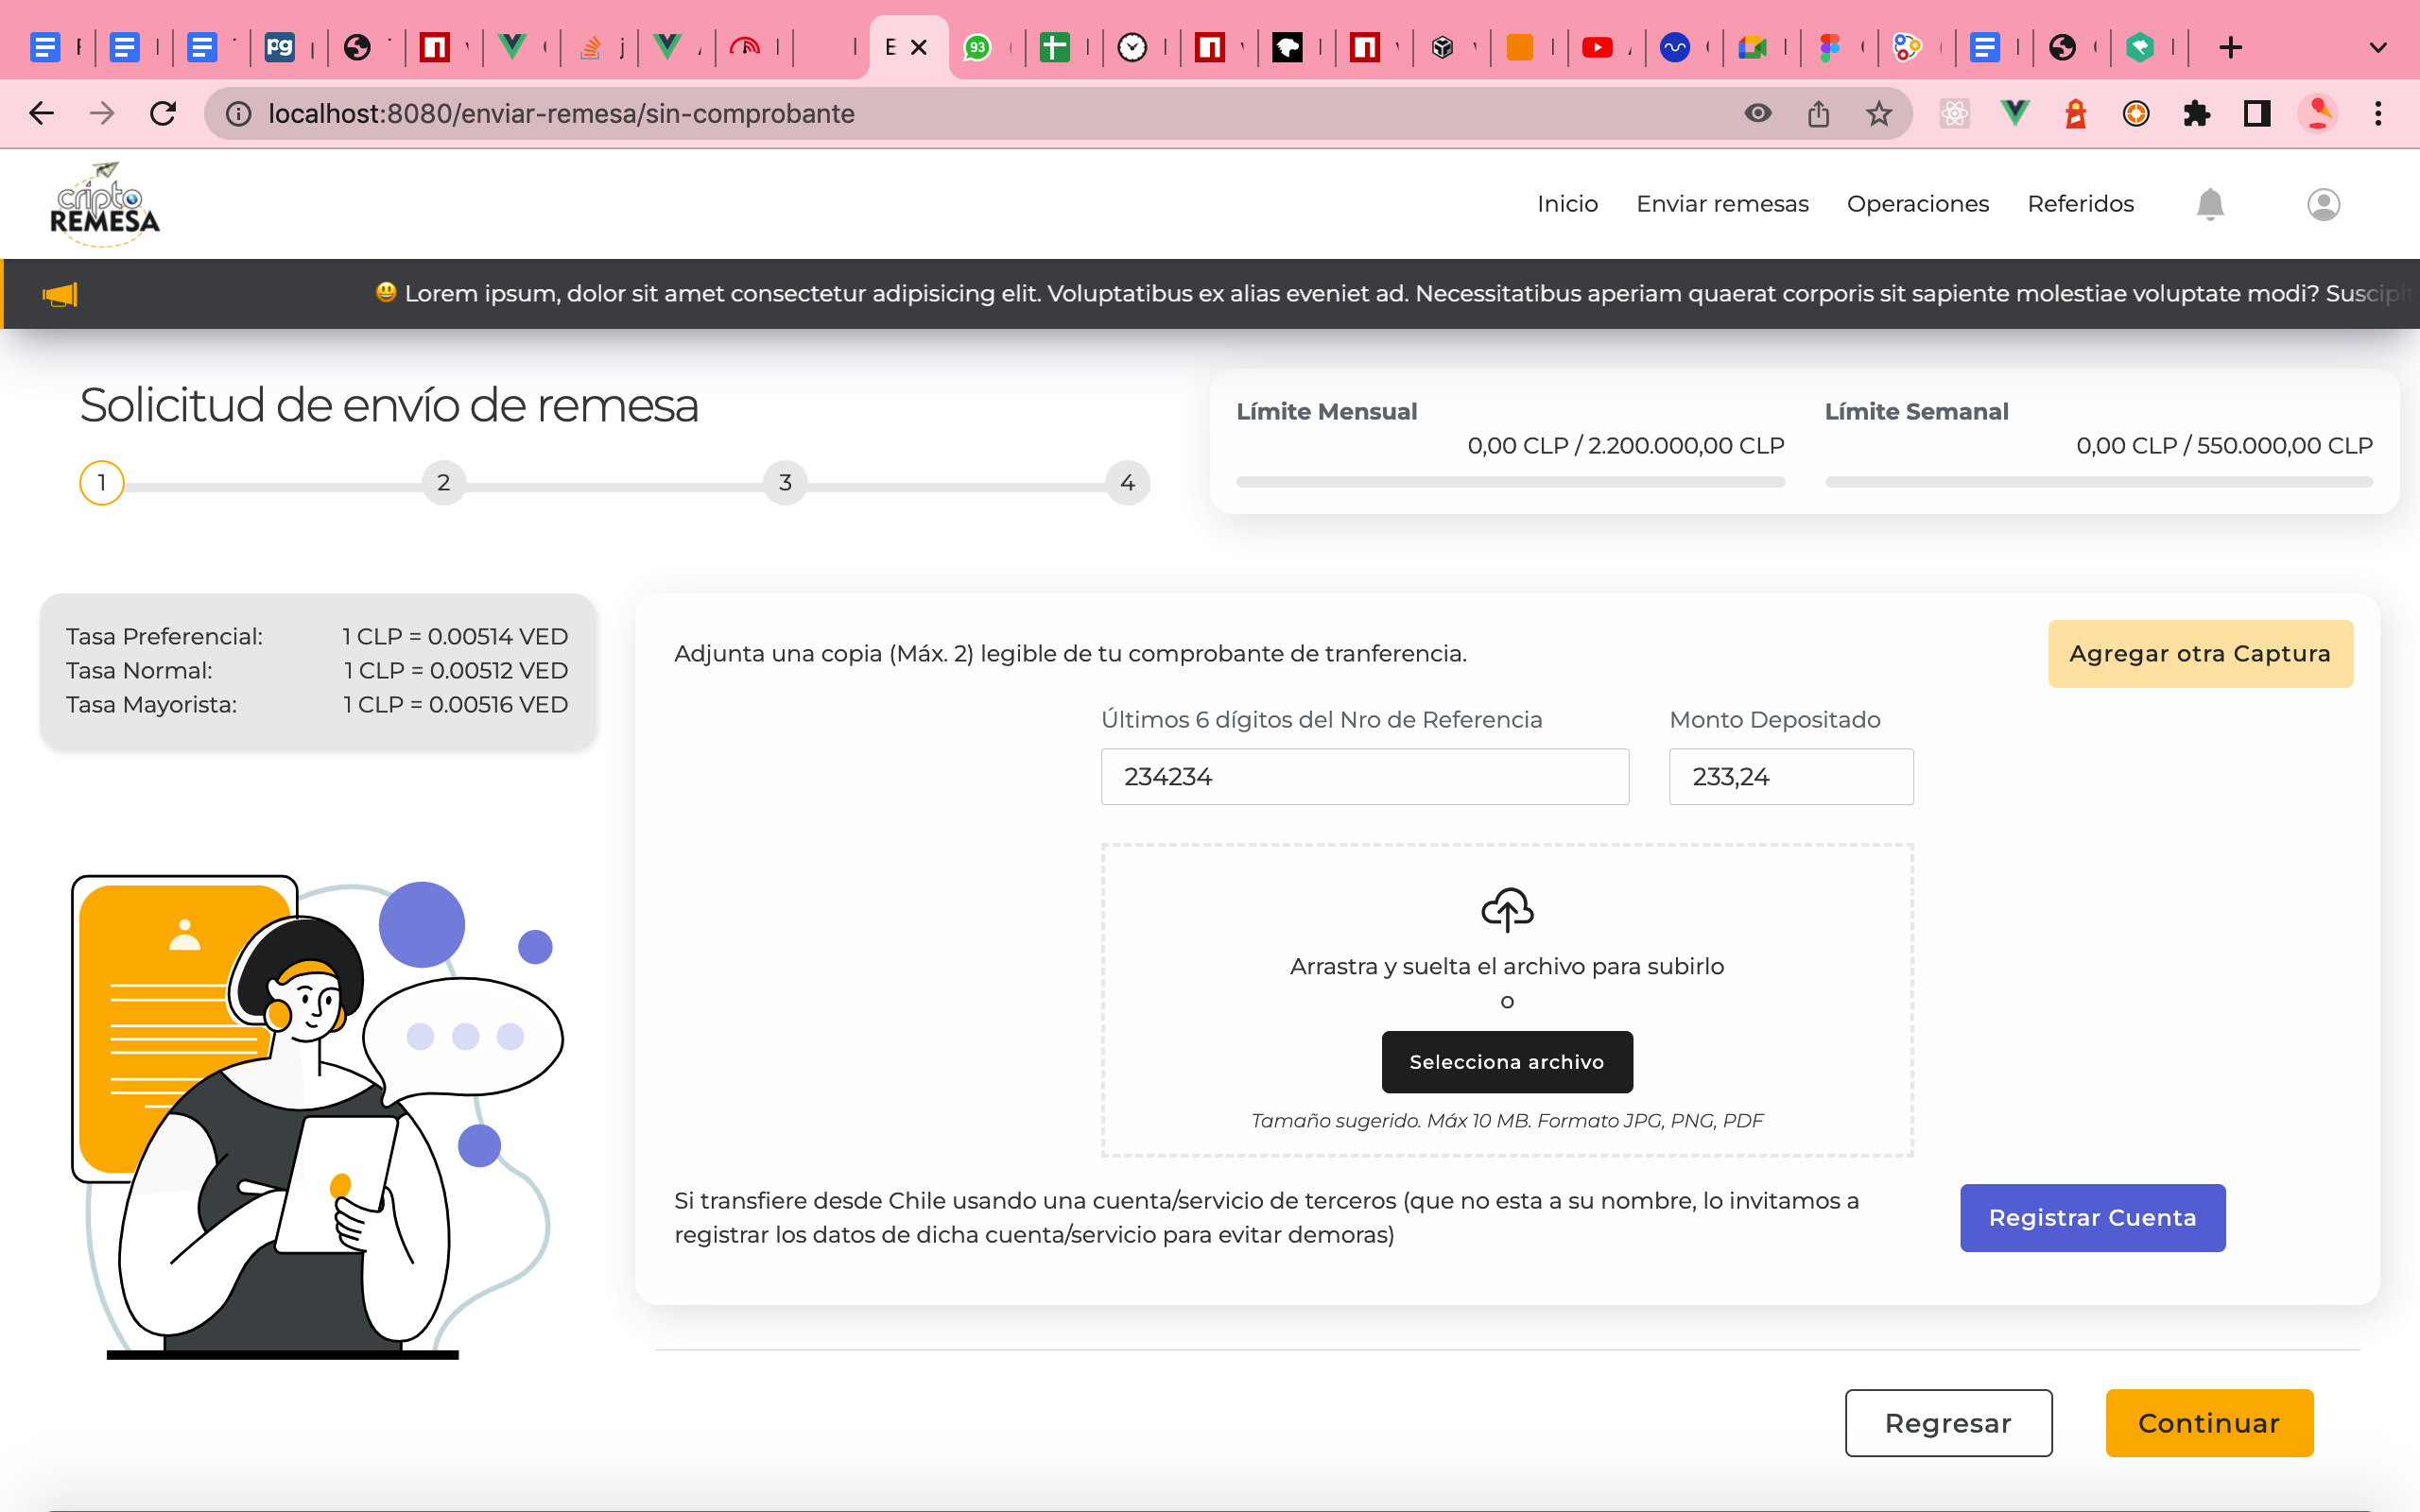 pg
E
93
localhost:8080/enviar-remesa/sin-comprobante
cripto
REMESA
Inicio Enviar remesas Operaciones Referidos
😃 Lorem ipsum, dolor sit amet consectetur adipisicing elit. Voluptatibus ex alias eveniet ad. Necessitatibus aperiam quaerat corporis sit sapiente molestiae voluptate modi? Suscipit
Solicitud de envío de remesa
1 2 3 4
Límite Mensual
0,00 CLP / 2.200.000,00 CLP
Límite Semanal
0,00 CLP / 550.000,00 CLP
Tasa Preferencial: 1 CLP = 0.00514 VED
Tasa Normal: 1 CLP = 0.00512 VED
Tasa Mayorista: 1 CLP = 0.00516 VED
Adjunta una copia (Máx. 2) legible de tu comprobante de tranferencia.
Agregar otra Captura
Últimos 6 dígitos del Nro de Referencia
234234
Monto Depositado
233,24
Arrastra y suelta el archivo para subirlo
o
Selecciona archivo
Tamaño sugerido. Máx 10 MB. Formato JPG, PNG, PDF
Si transfiere desde Chile usando una cuenta/servicio de terceros (que no esta a su nombre, lo invitamos a
registrar los datos de dicha cuenta/servicio para evitar demoras)
Registrar Cuenta
Regresar
Continuar